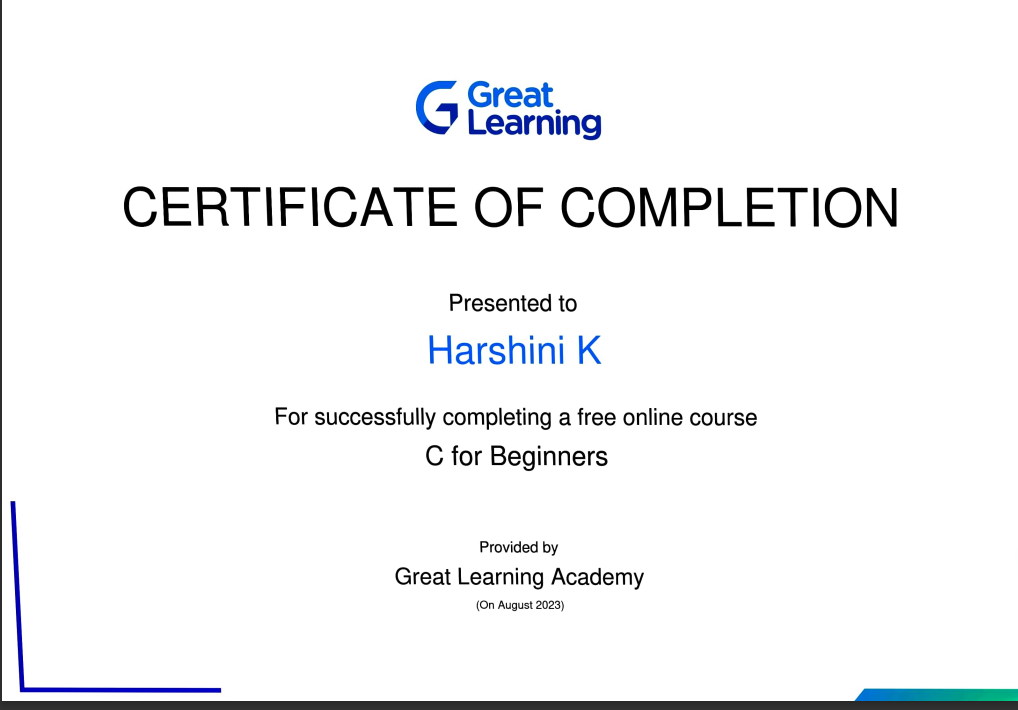 Great
Learning
CERTIFICATE OF COMPLETION
Presented to
Harshini K
For successfully completing a free online course
C for Beginners
Provided by
Great Learning Academy
(On August 2023)